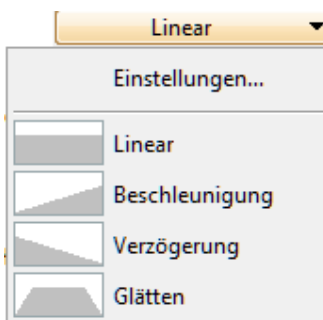 Linear
Einstellungen...
Linear
Beschleunigung
Verzögerung
Glätten